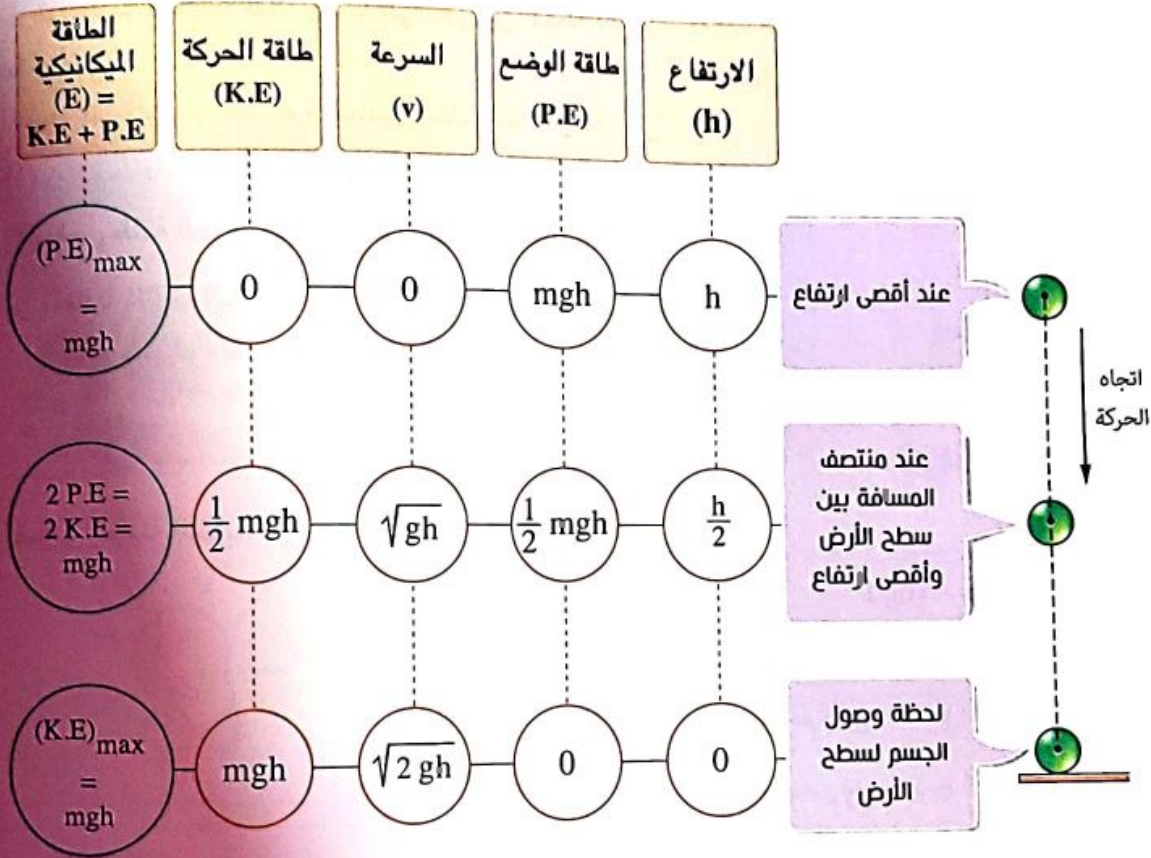 الارتفاع
(h)
طاقة الوضع
(P.E)
السرعة
(v)
طاقة الحركة
(K.E)
الطاقة
الميكانيكية
(E) =
K.E + P.E
عند أقصى ارتفاع
h
mgh
0
0
(P.E)max
=
mgh
اتجاه
الحركة
عند منتصف
المسافة بين
سطح الأرض
وأقصى ارتفاع
h/2
1/2 mgh
√gh
1/2 mgh
2 P.E =
2 K.E =
mgh
لحظة وصول
الجسم لسطح
الأرض
0
0
√2 gh
mgh
(K.E)max
=
mgh